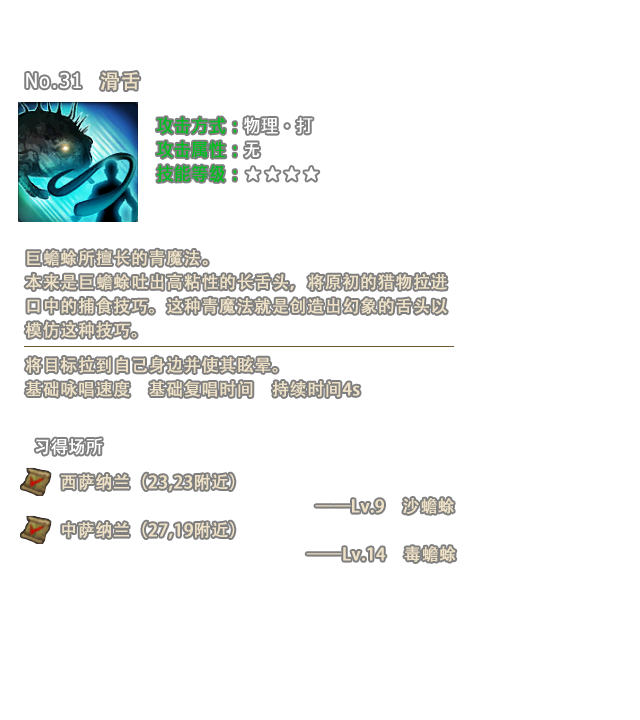 No.31 滑舌
攻击方式：物理·打
攻击属性：无
技能等级：☆☆☆☆
巨蟾蜍所擅长的青魔法。
本来是巨蟾蜍吐出高粘性的长舌头，将原初的猎物拉进
口中的捕食技巧。这种青魔法就是创造出幻象的舌头以
模仿这种技巧。
将目标拉到自己身边并使其眩晕。
基础咏唱速度 基础复唱时间 持续时间4s
习得场所
西萨纳兰（23,23附近）
——Lv.9 沙蟾蜍
中萨纳兰（27,19附近）
——Lv.14 毒蟾蜍